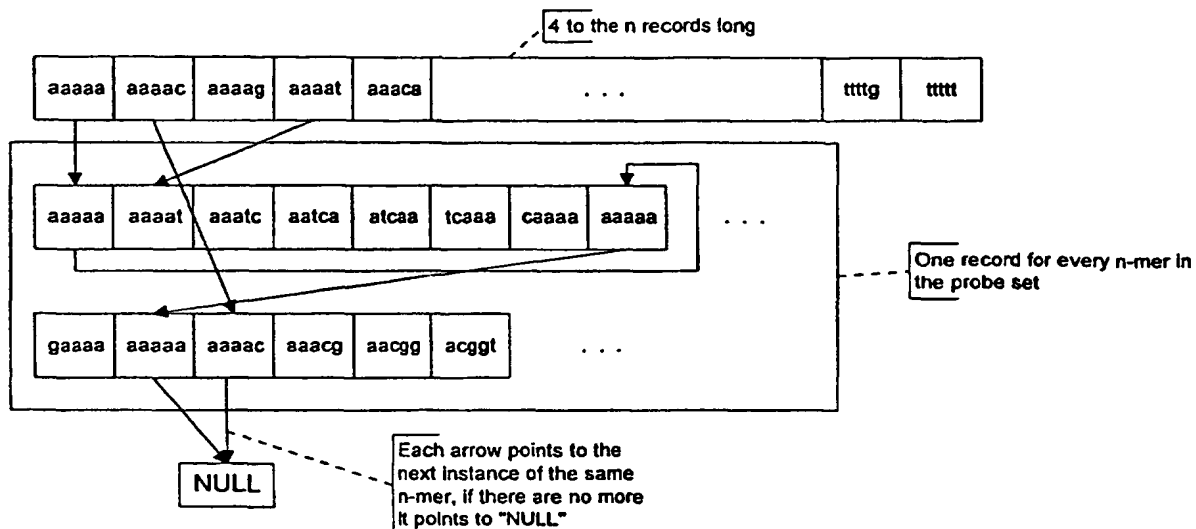 4 to the n records long
aaaaa aaaac aaaag aaaat aaaca . . . ttttg ttttt
aaaaa aaaat aaatc aatca atcaa tcaaa caaaa aaaaa . . .
One record for every n-mer in
the probe set
gaaaa aaaaa aaaac aaacg aacgg acggt . . .
Each arrow points to the
next instance of the same
n-mer, if there are no more
it points to "NULL"
NULL